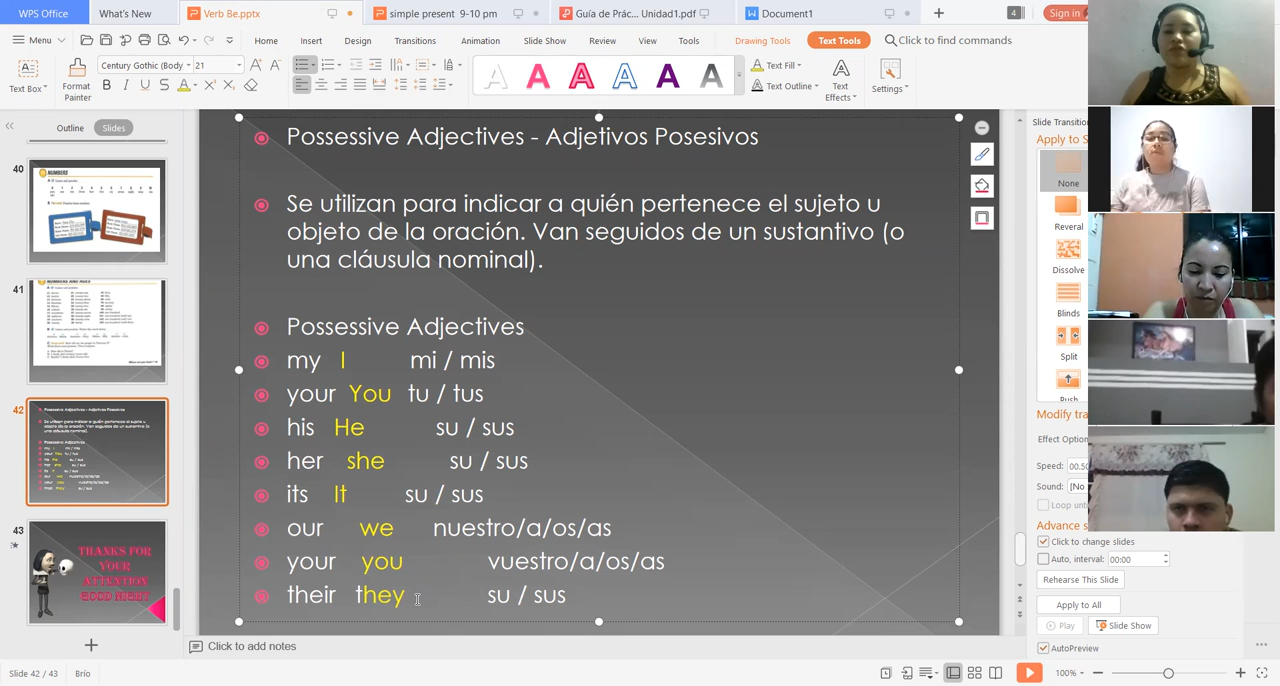 WPS Office
What's New
Verb Be.pptx
simple present 9-10 pm
Guía de Prác... Unidad1.pdf
Document1
4
Sign in
Menu
Home
Insert
Design
Transitions
Animation
Slide Show
Review
View
Tools
Drawing Tools
Text Tools
Click to find commands
Text Box
Format Painter
Century Gothic (Body
21
Text Fill
Text Outline
Text Effects
Settings
Outline
Slides
40
41
42
43
THANKS FOR
YOUR
ATTENTION
GOOD NIGHT
Possessive Adjectives - Adjetivos Posesivos
Se utilizan para indicar a quién pertenece el sujeto u
objeto de la oración. Van seguidos de un sustantivo (o
una cláusula nominal).
Possessive Adjectives
my I mi / mis
your You tu / tus
his He su / sus
her she su / sus
its It su / sus
our we nuestro/a/os/as
your you vuestro/a/os/as
their they su / sus
Click to add notes
Slide Transition
Apply to S
None
Reveral
Dissolve
Blinds
Split
Push
Modify tra
Effect Option
Speed: 00.50
Sound: [No
Loop unt
Advance s
Click to change slides
Auto, interval: 00:00
Rehearse This Slide
Apply to All
Play
Slide Show
AutoPreview
Slide 42 / 43
Brío
100%